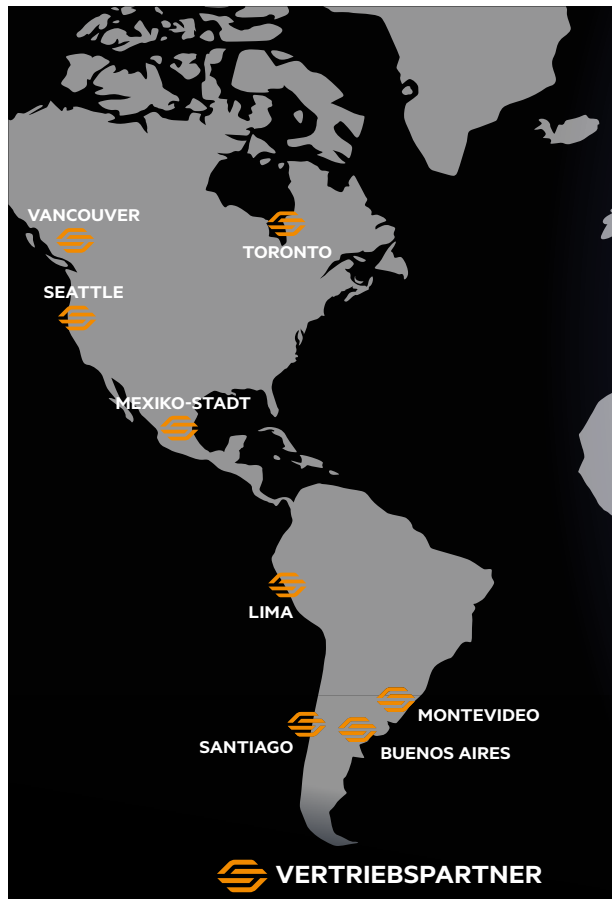 VANCOUVER
TORONTO
SEATTLE
MEXIKO-STADT
LIMA
MONTEVIDEO
SANTIAGO
BUENOS AIRES
VERTRIEBSPARTNER